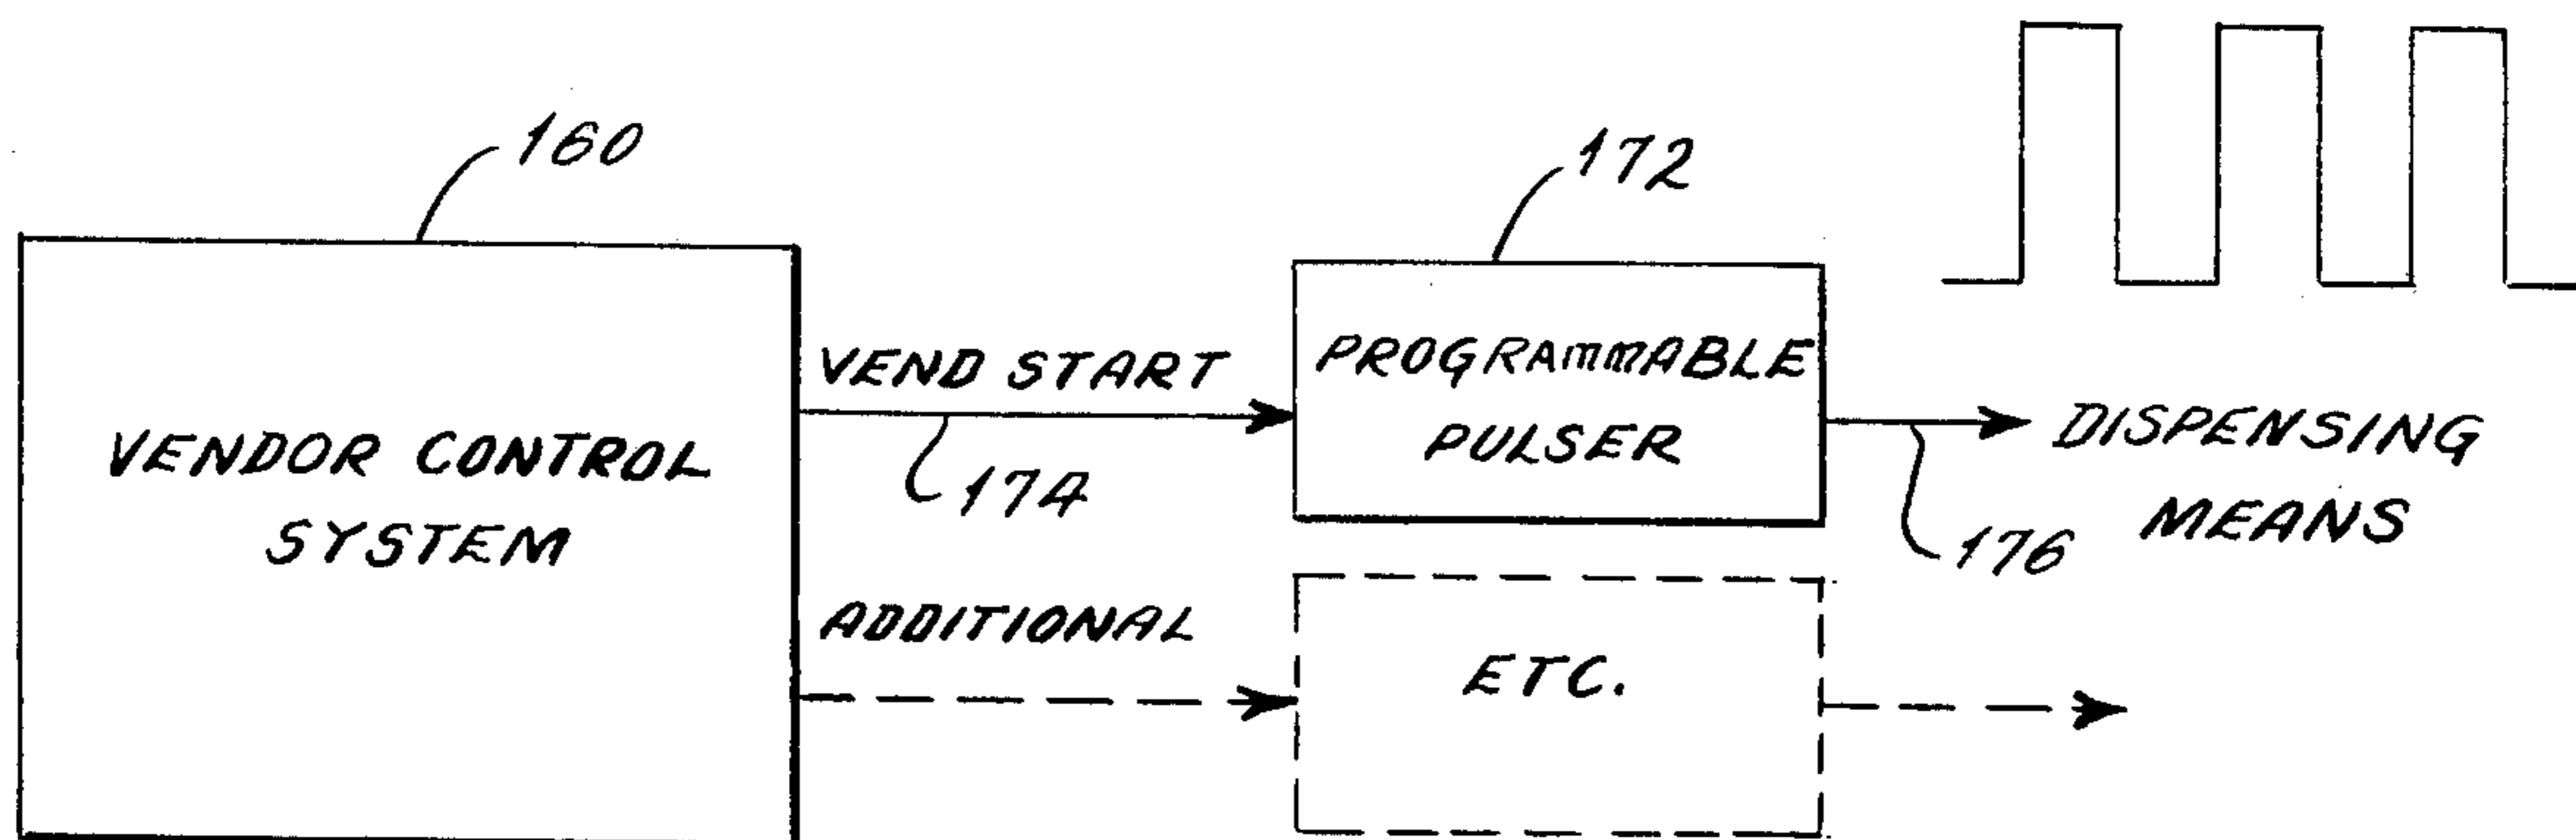 160
172
VEND START
PROGRAMMABLE
PULSER
VENDOR CONTROL
SYSTEM
174
DISPENSING
MEANS
176
ADDITIONAL
ETC.